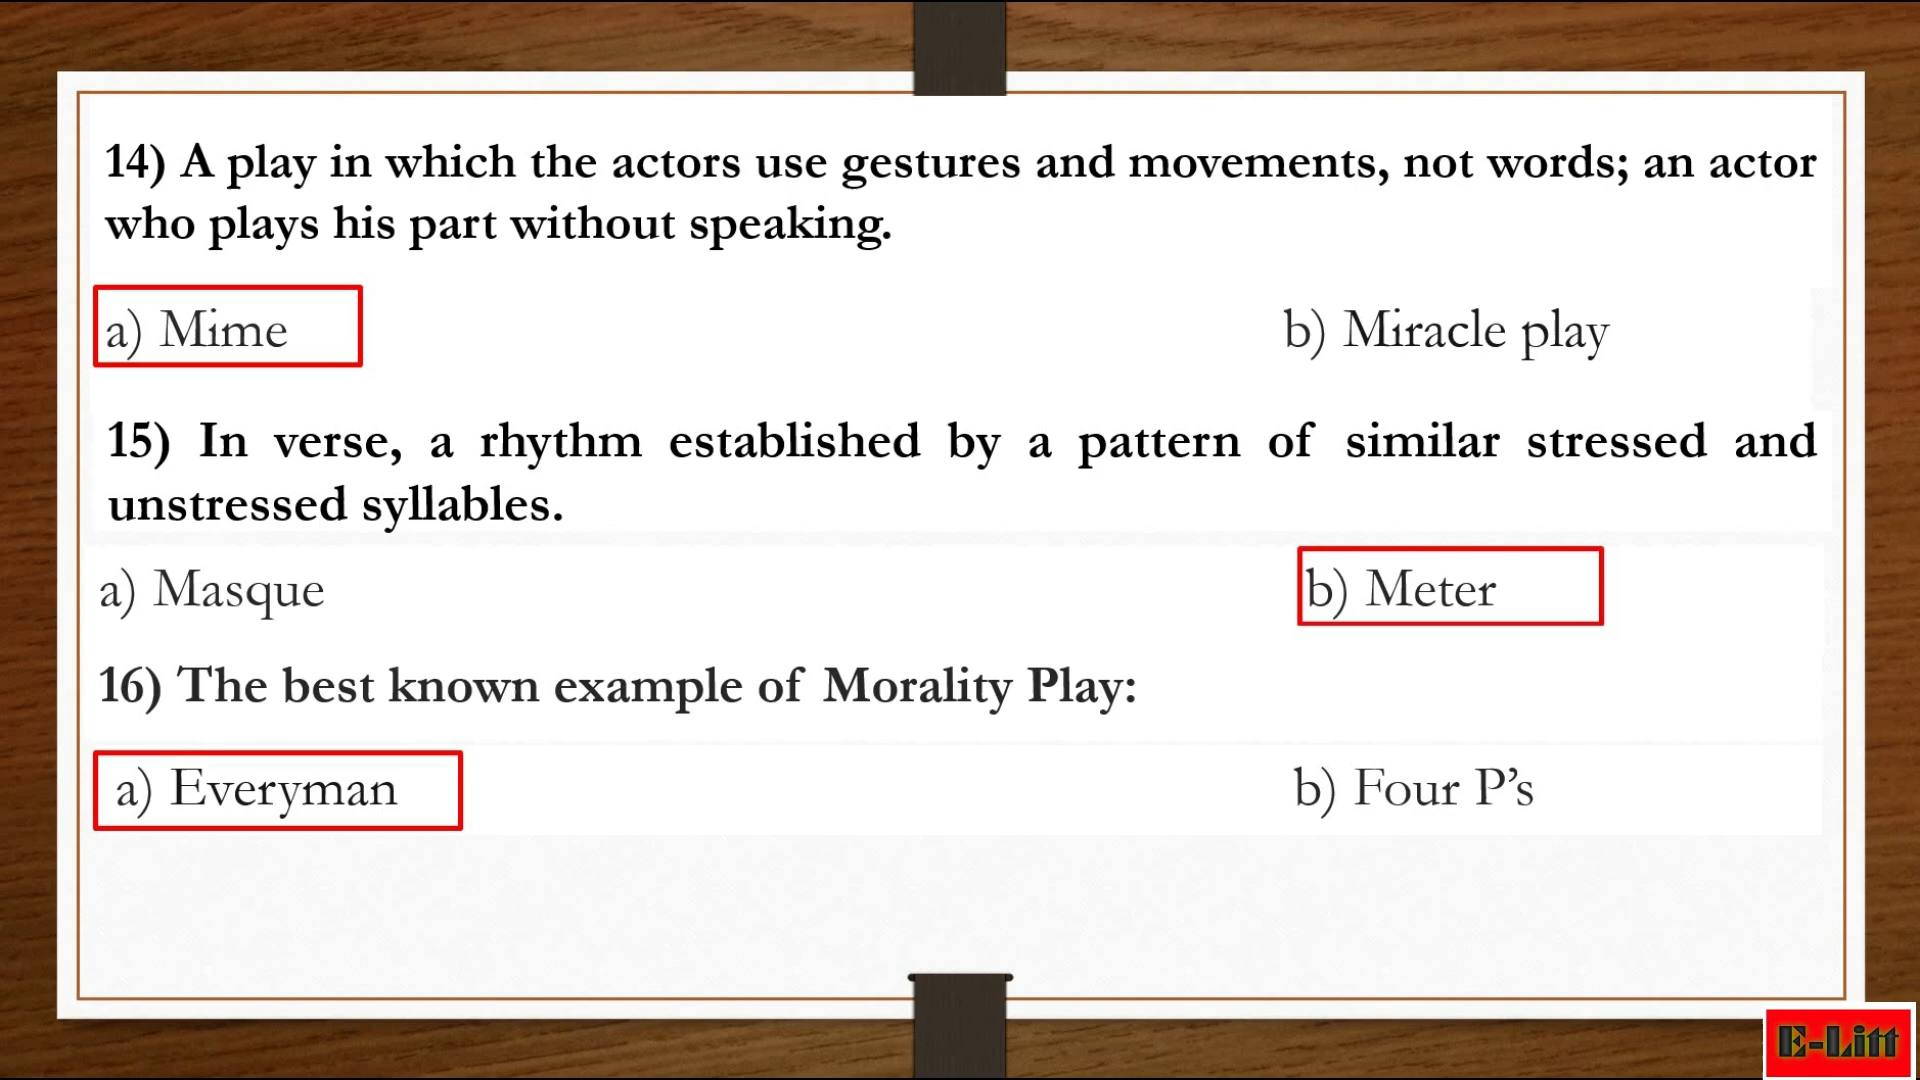 14) A play in which the actors use gestures and movements, not words; an actor
who plays his part without speaking.
a) Mime b) Miracle play
15) In verse, a rhythm established by a pattern of similar stressed and
unstressed syllables.
a) Masque b) Meter
16) The best known example of Morality Play:
a) Everyman b) Four P’s
E-Litt